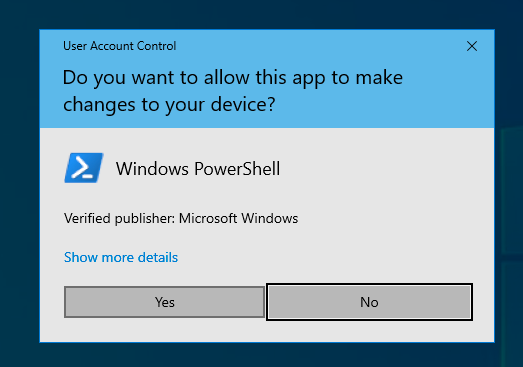 User Account Control
Do you want to allow this app to make
changes to your device?
Windows PowerShell
Verified publisher: Microsoft Windows
Show more details
Yes
No